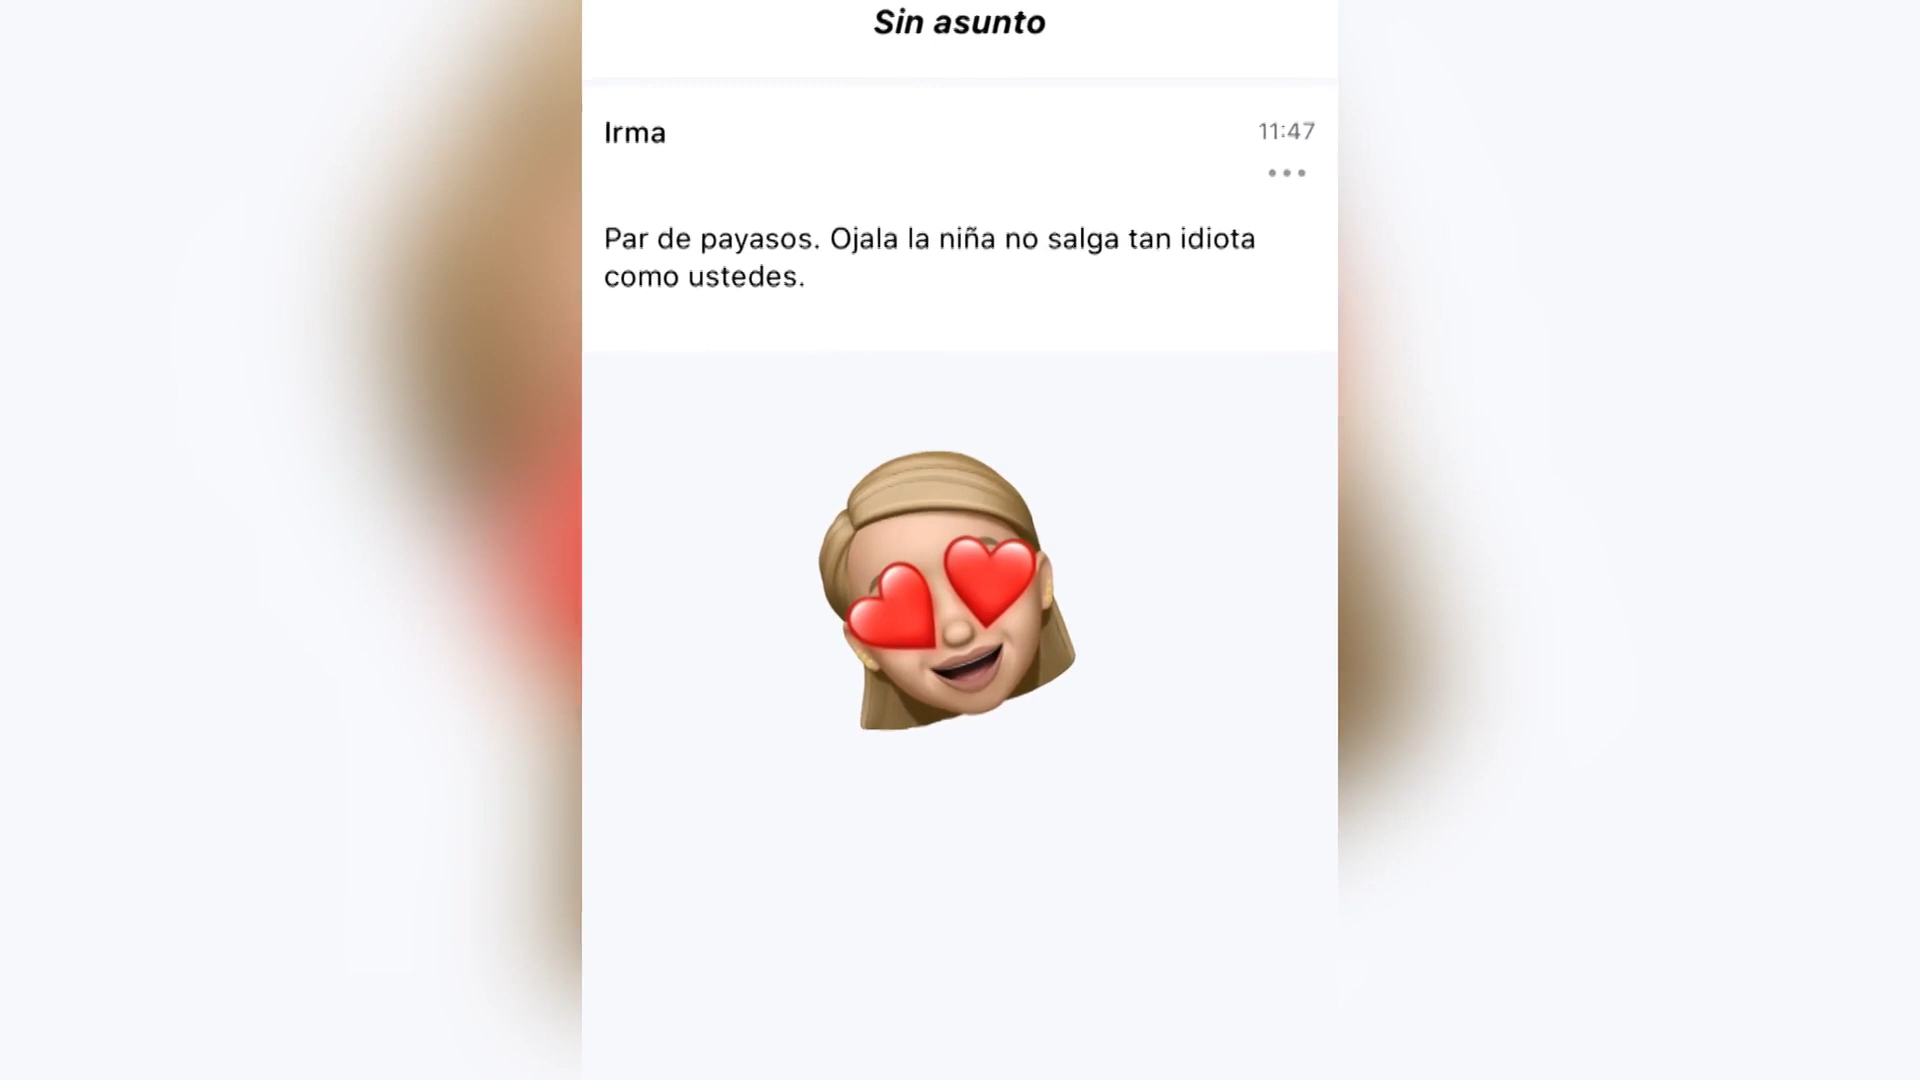 Sin asunto
Irma
11:47
Par de payasos. Ojala la niña no salga tan idiota
como ustedes.